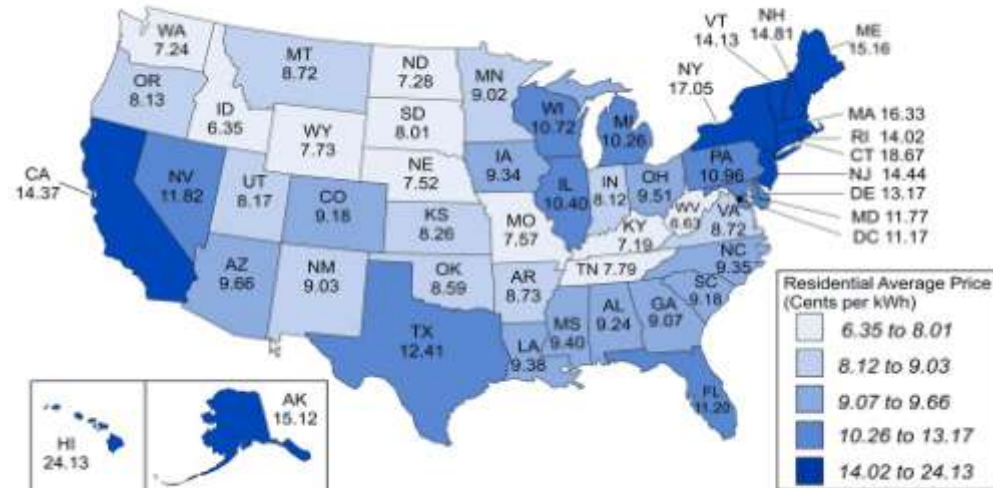 WA
7.24
OR
8.13
CA
14.37
NV
11.82
ID
6.35
MT
8.72
WY
7.73
UT
8.17
AZ
9.66
CO
9.18
NM
9.03
ND
7.28
SD
8.01
NE
7.52
KS
8.26
OK
8.59
TX
12.41
MN
9.02
IA
9.34
MO
7.57
AR
8.73
LA
9.38
WI
10.72
IL
10.40
MI
10.26
IN
8.12
OH
9.51
KY
7.19
TN 7.79
MS
9.40
AL
9.24
GA
9.07
FL
11.20
SC
9.18
NC
9.35
VA
8.72
WV
8.63
PA
10.96
NY
17.05
VT
14.13
NH
14.81
ME
15.16
MA 16.33
RI 14.02
CT 18.67
NJ 14.44
DE 13.17
MD 11.77
DC 11.17
HI
24.13
AK
15.12
Residential Average Price
(Cents per kWh)
6.35 to 8.01
8.12 to 9.03
9.07 to 9.66
10.26 to 13.17
14.02 to 24.13